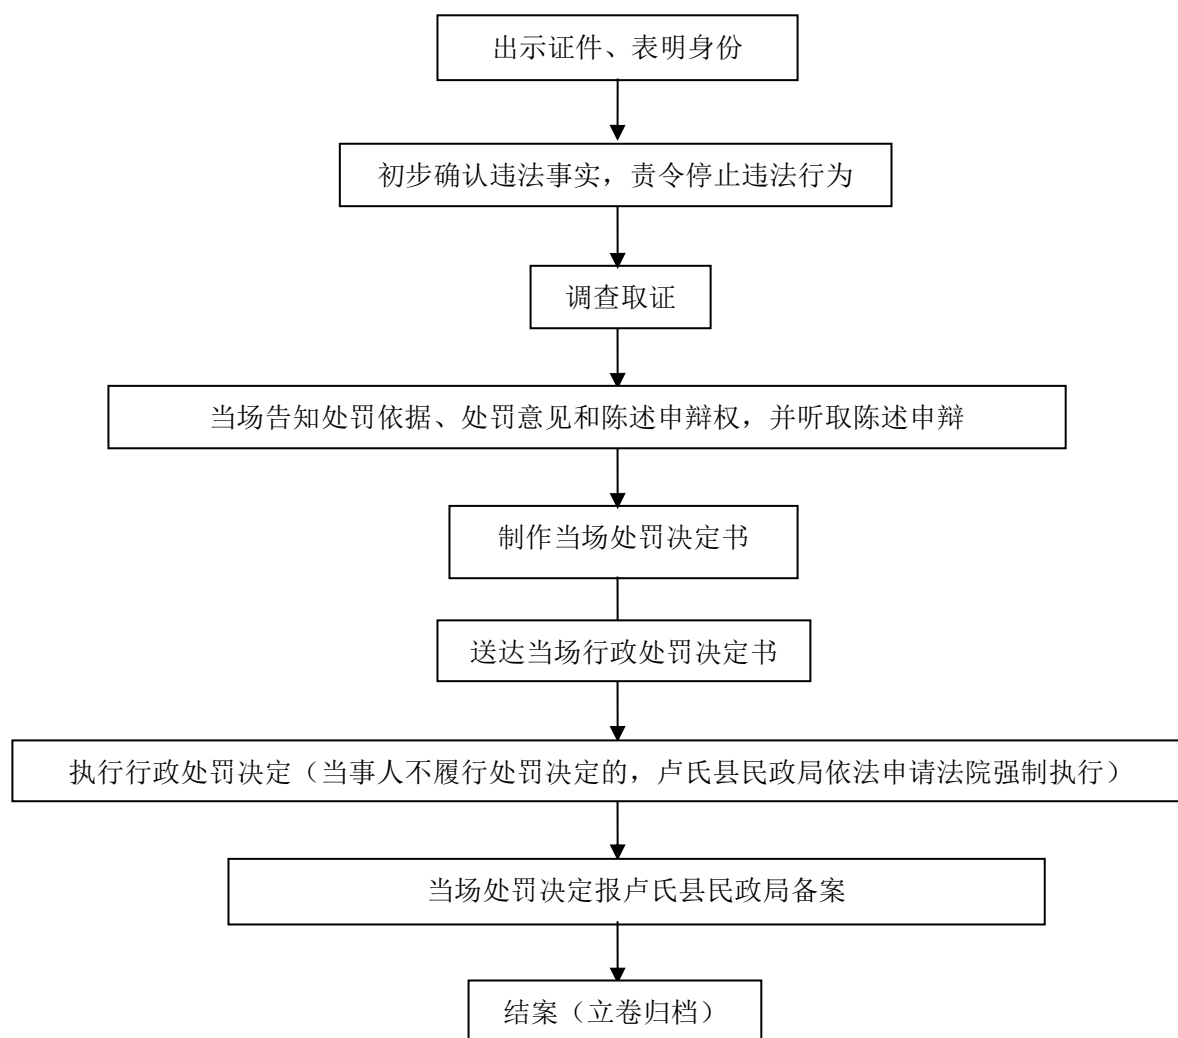 出示证件、表明身份
初步确认违法事实，责令停止违法行为
调查取证
当场告知处罚依据、处罚意见和陈述申辩权，并听取陈述申辩
制作当场处罚决定书
送达当场行政处罚决定书
执行行政处罚决定（当事人不履行处罚决定的，卢氏县民政局依法申请法院强制执行）
当场处罚决定报卢氏县民政局备案
结案（立卷归档）